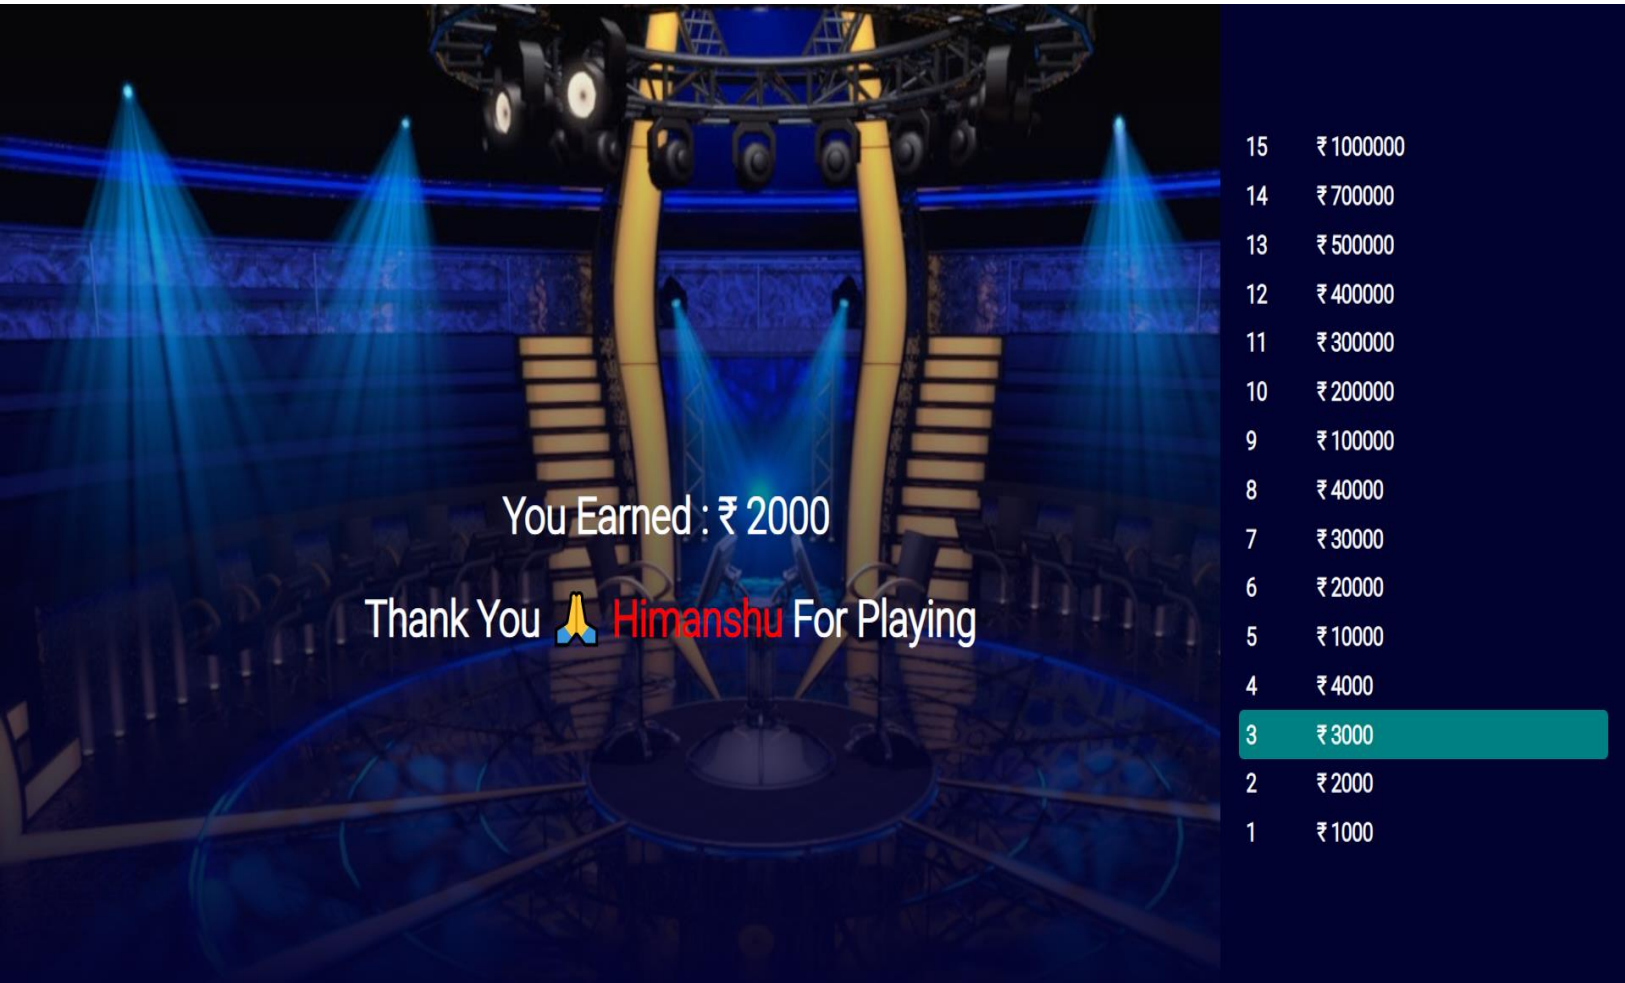 You Earned : ₹ 2000
Thank You 🙏 Himanshu For Playing
15 ₹ 1000000
14 ₹ 700000
13 ₹ 500000
12 ₹ 400000
11 ₹ 300000
10 ₹ 200000
9 ₹ 100000
8 ₹ 40000
7 ₹ 30000
6 ₹ 20000
5 ₹ 10000
4 ₹ 4000
3 ₹ 3000
2 ₹ 2000
1 ₹ 1000